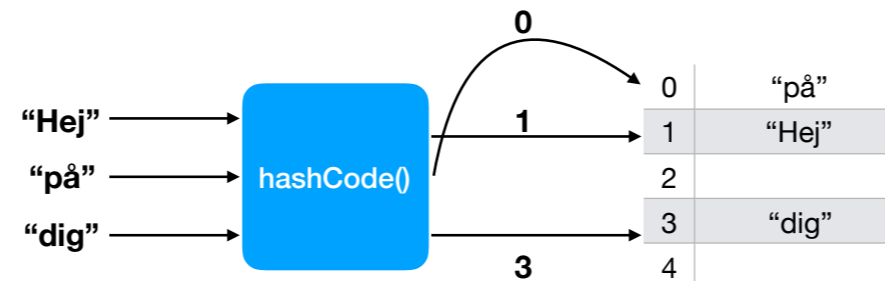 0
“Hej”
“på”
“dig”
hashCode()
1
3
0 “på”
1 “Hej”
2
3 “dig”
4